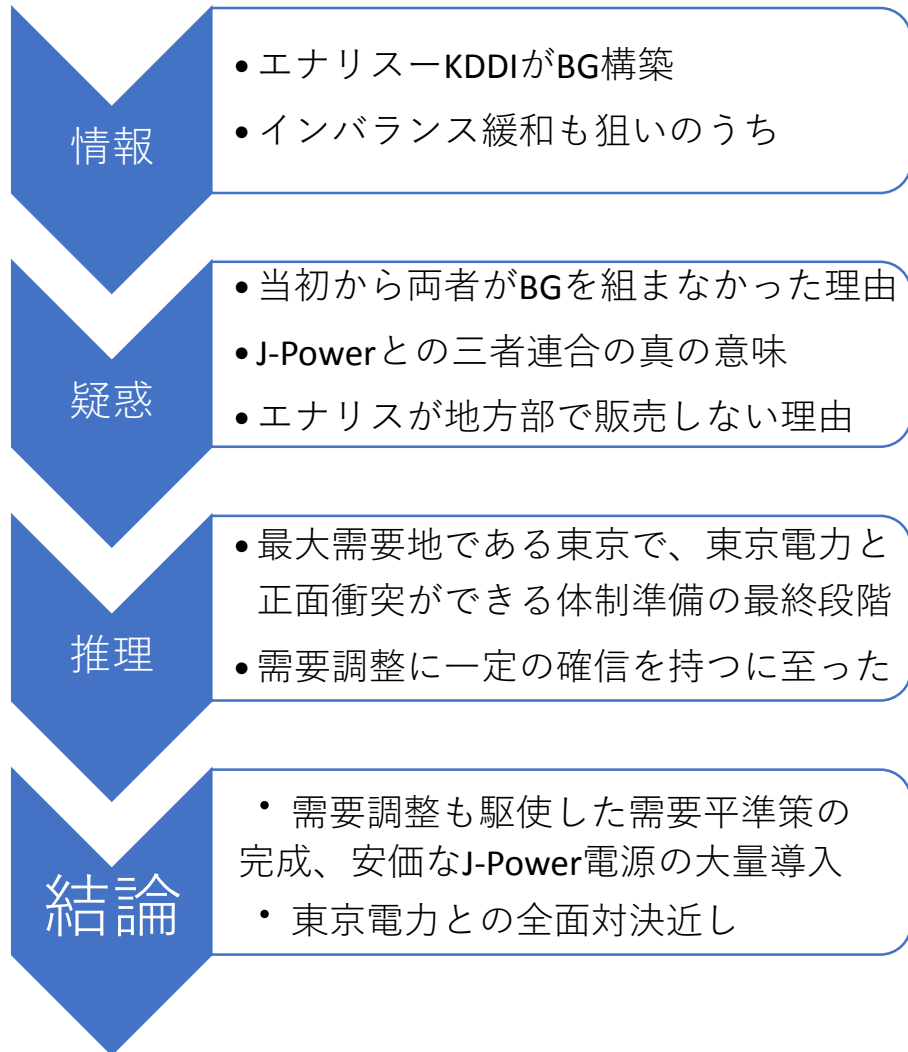 情報
• エナリスーKDDIがBG構築
• インバランス緩和も狙いのうち
疑惑
• 当初から両者がBGを組まなかった理由
• J-Powerとの三者連合の真の意味
• エナリスが地方部で販売しない理由
推理
• 最大需要地である東京で、東京電力と
正面衝突ができる体制準備の最終段階
• 需要調整に一定の確信を持つに至った
結論
• 需要調整も駆使した需要平準策の
完成、安価なJ-Power電源の大量導入
• 東京電力との全面対決近し